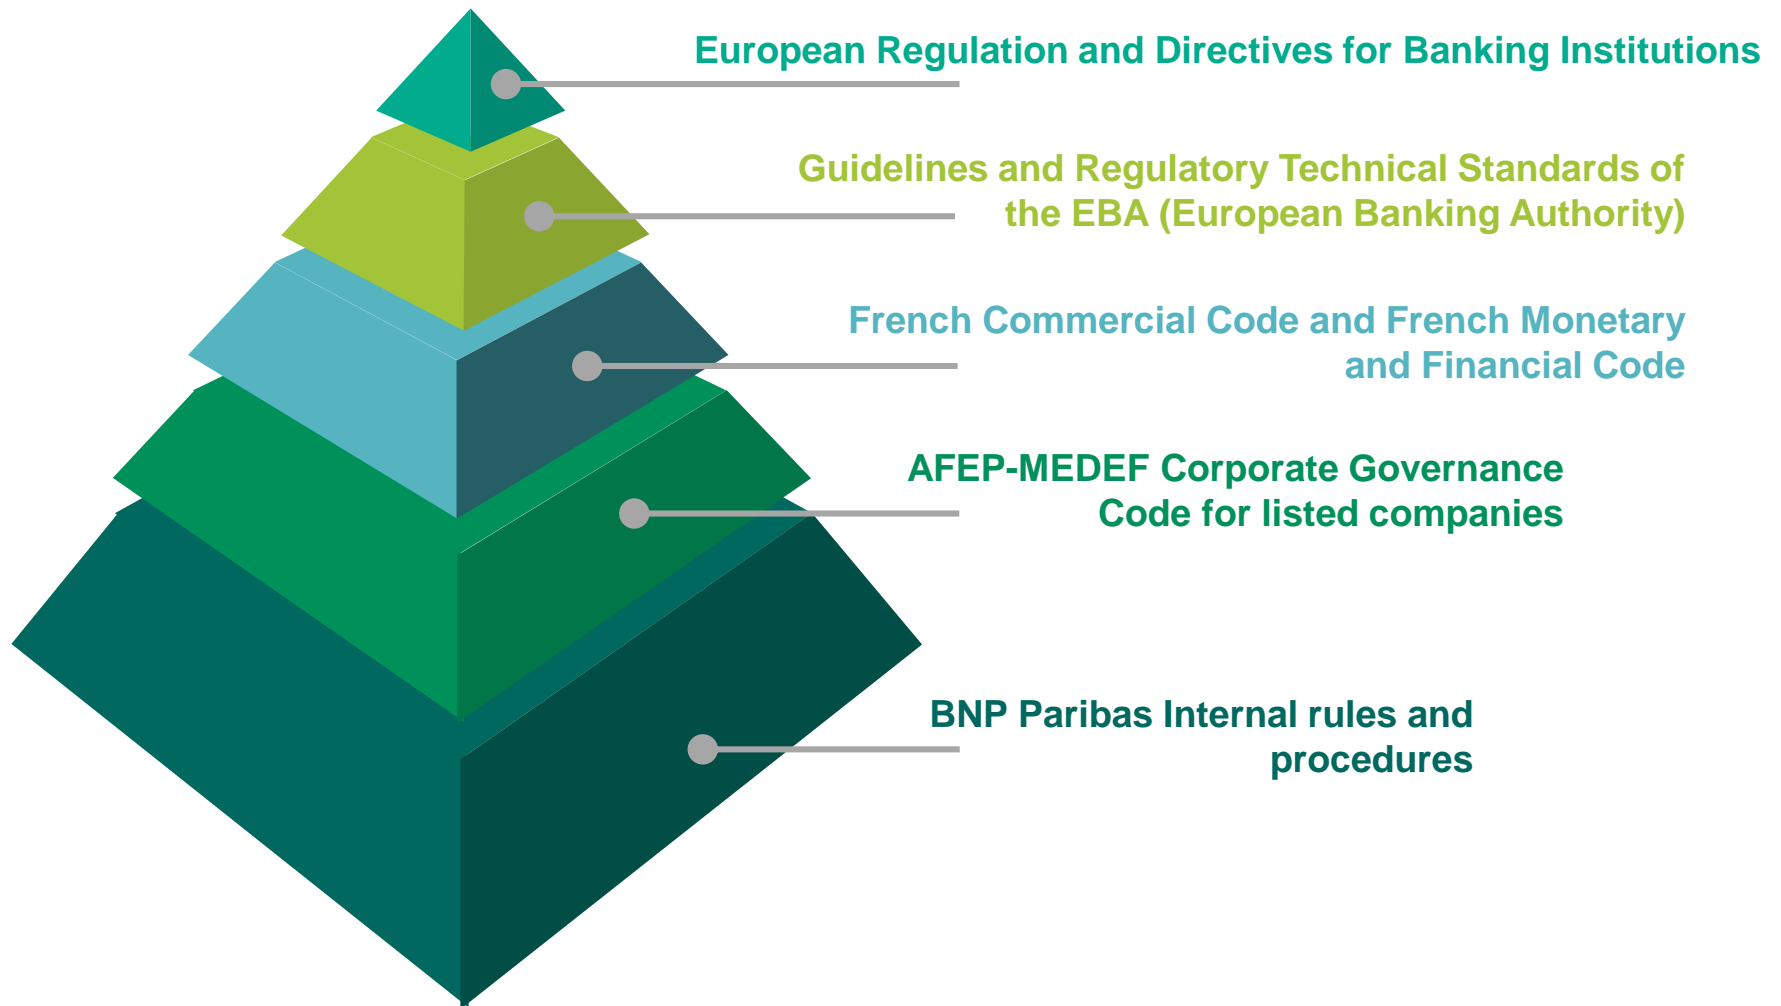 European Regulation and Directives for Banking Institutions
Guidelines and Regulatory Technical Standards of
the EBA (European Banking Authority)
French Commercial Code and French Monetary
and Financial Code
AFEP-MEDEF Corporate Governance
Code for listed companies
BNP Paribas Internal rules and
procedures